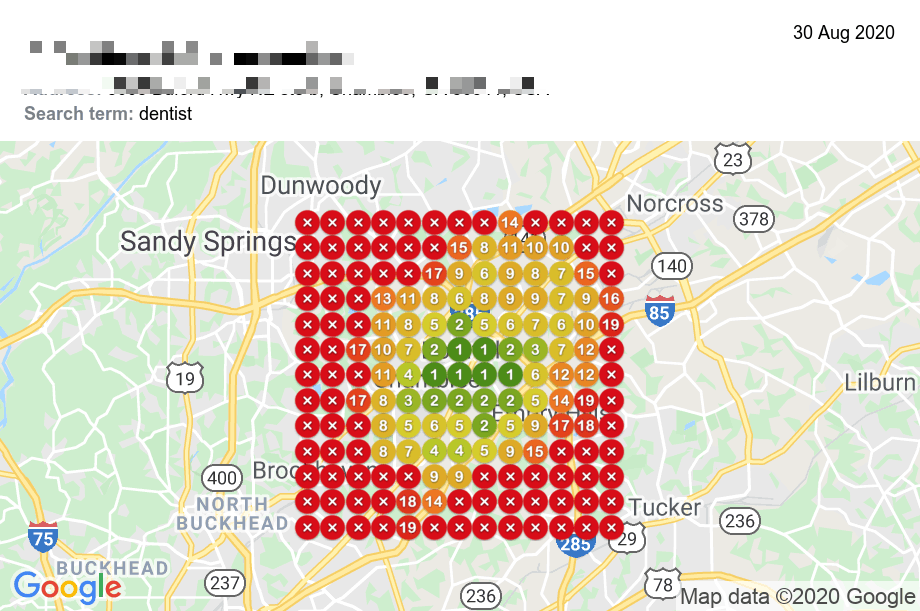 30 Aug 2020
Search term: dentist
23
Dunwoody
Norcross
378
× × × × × × × × 14 × × × ×
Sandy Springs
× × × × × × 15 8 11 10 10 × ×
140
× × × × × 17 9 6 9 8 7 15 ×
× × × 13 11 8 6 8 9 9 7 9 16
85
× × × 11 8 5 2 5 6 7 6 10 19
× × 17 10 7 2 1 1 2 3 7 12 ×
19
Lilburn
× × × 11 4 1 1 1 1 6 12 12 ×
× × 17 8 3 2 2 2 2 5 14 19 ×
× × × 8 5 6 5 2 5 9 17 18 ×
× × × 8 7 4 4 5 9 15 × × ×
400
× × × × × 9 9 × × × × × ×
NORTH
BUCKHEAD
× × × × 18 14 × × × × × × ×
Tucker
236
× × × × 19 × × × × × × × ×
75
285
29
BUCKHEAD
Google
237
236
78
Map data ©2020 Google